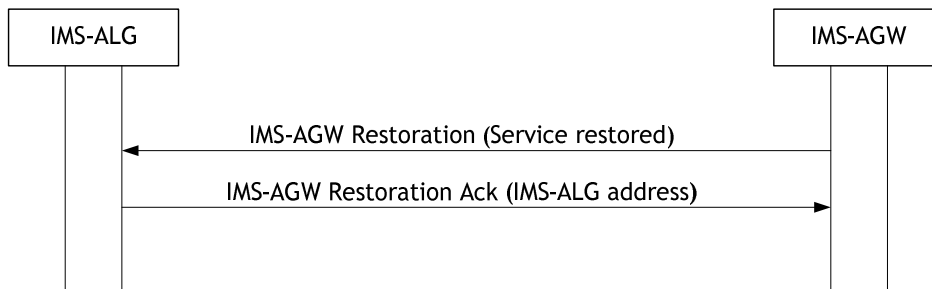 IMS-ALG
IMS-AGW
IMS-AGW Restoration (Service restored)
IMS-AGW Restoration Ack (IMS-ALG address)